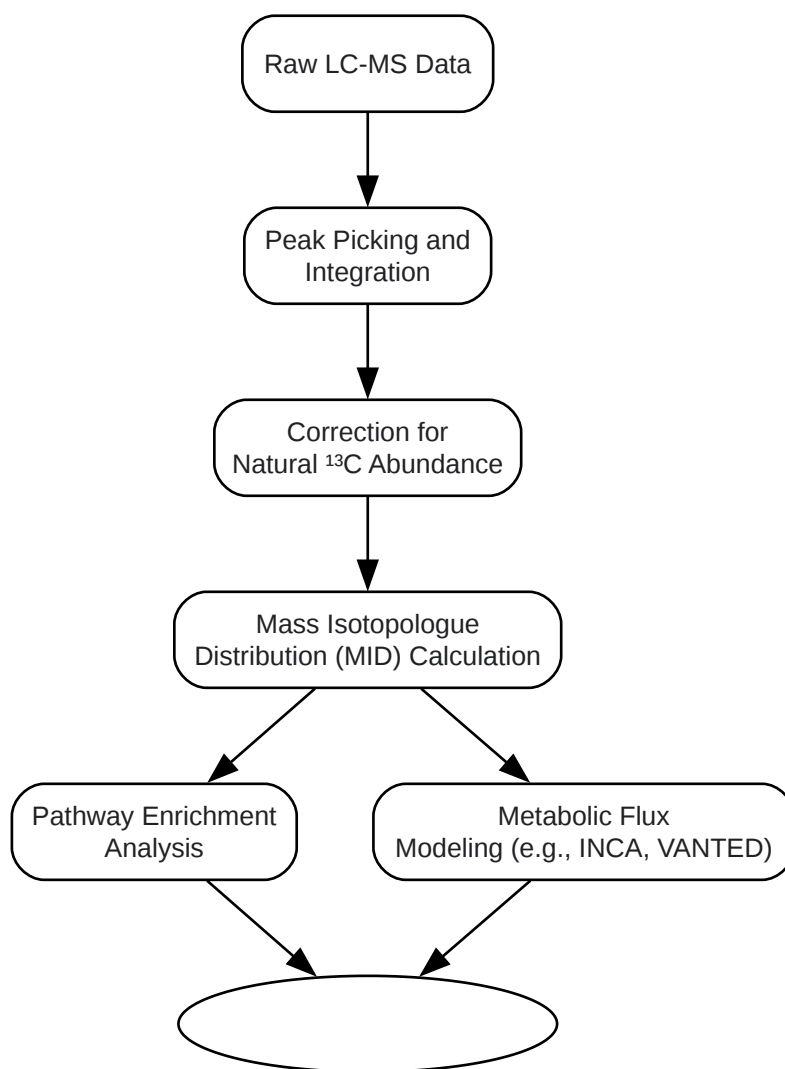 Raw LC-MS Data
Peak Picking and
Integration
Correction for
Natural ¹³C Abundance
Mass Isotopologue
Distribution (MID) Calculation
Pathway Enrichment
Analysis
Metabolic Flux
Modeling (e.g., INCA, VANTED)